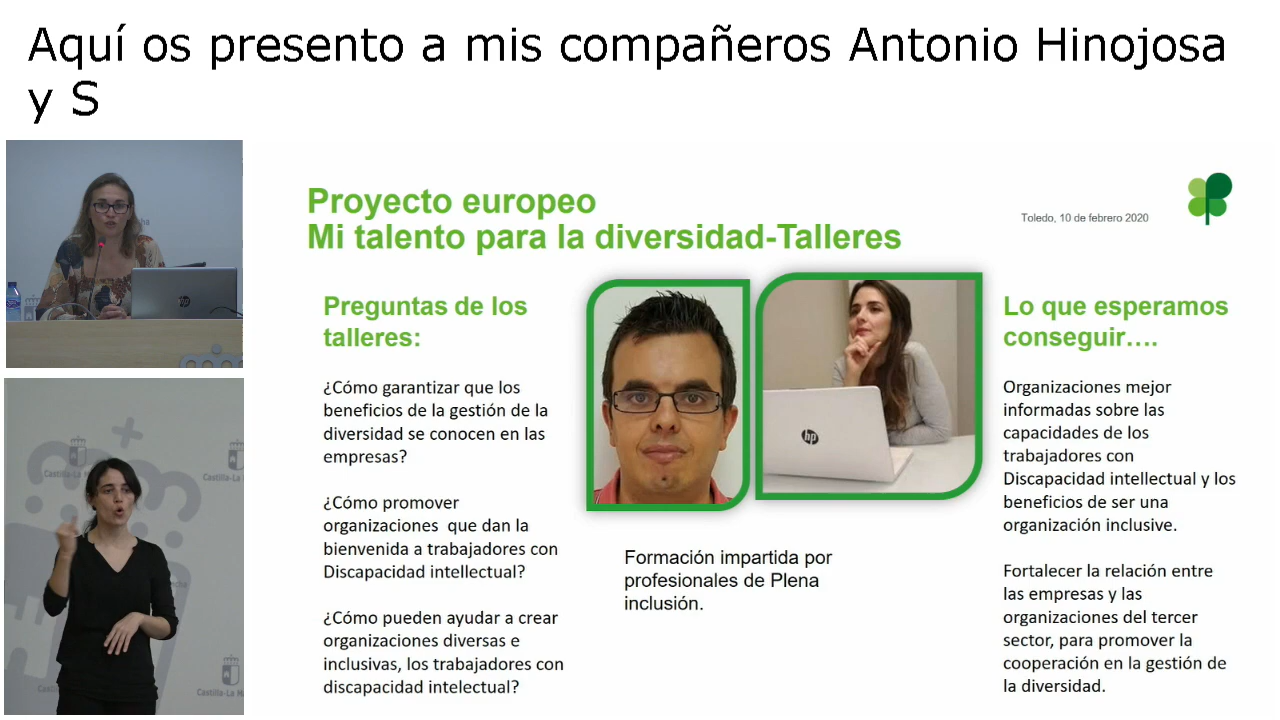 Aquí os presento a mis compañeros Antonio Hinojosa
y S
Proyecto europeo
Mi talento para la diversidad-Talleres
Toledo, 10 de febrero 2020
Preguntas de los
talleres:
¿Cómo garantizar que los
beneficios de la gestión de la
diversidad se conocen en las
empresas?
¿Cómo promover
organizaciones que dan la
bienvenida a trabajadores con
Discapacidad intellectual?
¿Cómo pueden ayudar a crear
organizaciones diversas e
inclusivas, los trabajadores con
discapacidad intelectual?
hp
Formación impartida por
profesionales de Plena
inclusión.
Lo que esperamos
conseguir….
Organizaciones mejor
informadas sobre las
capacidades de los
trabajadores con
Discapacidad intellectual y los
beneficios de ser una
organización inclusive.
Fortalecer la relación entre
las empresas y las
organizaciones del tercer
sector, para promover la
cooperación en la gestión de
la diversidad.
Castilla-La
Castilla-La